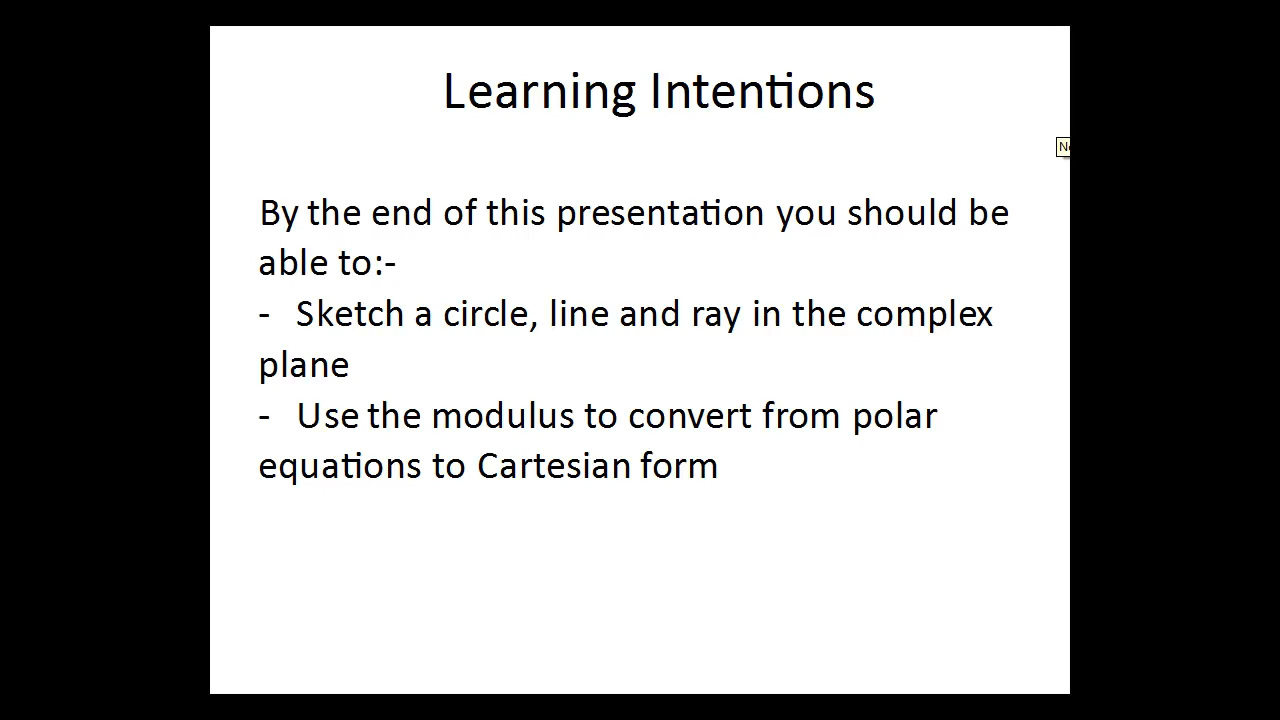 Learning Intentions
By the end of this presentation you should be
able to:-
- Sketch a circle, line and ray in the complex
plane
- Use the modulus to convert from polar
equations to Cartesian form